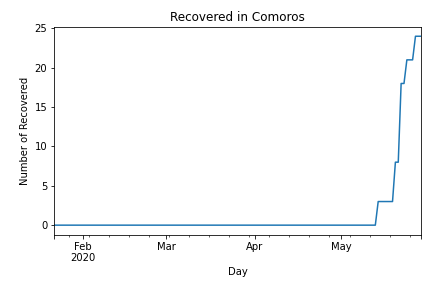 Recovered in Comoros
25
20
15
10
5
0
Number of Recovered
Feb
2020
Mar
Apr
May
Day